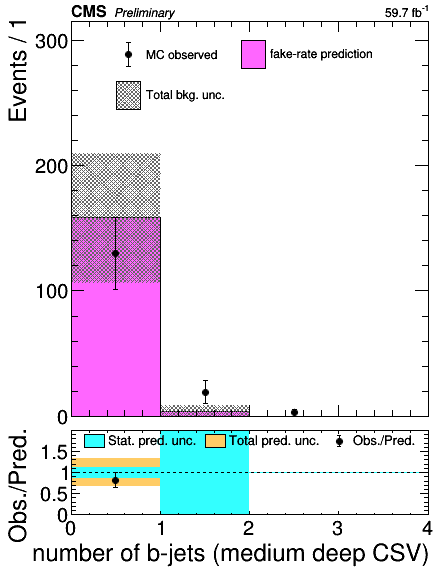 CMS Preliminary 59.7 fb⁻¹
Events / 1
300
200
100
0
MC observed
fake-rate prediction
Total bkg. unc.
Obs./Pred.
1.5
1
0.5
0
Stat. pred. unc.
Total pred. unc.
Obs./Pred.
0 1 2 3 4
number of b-jets (medium deep CSV)